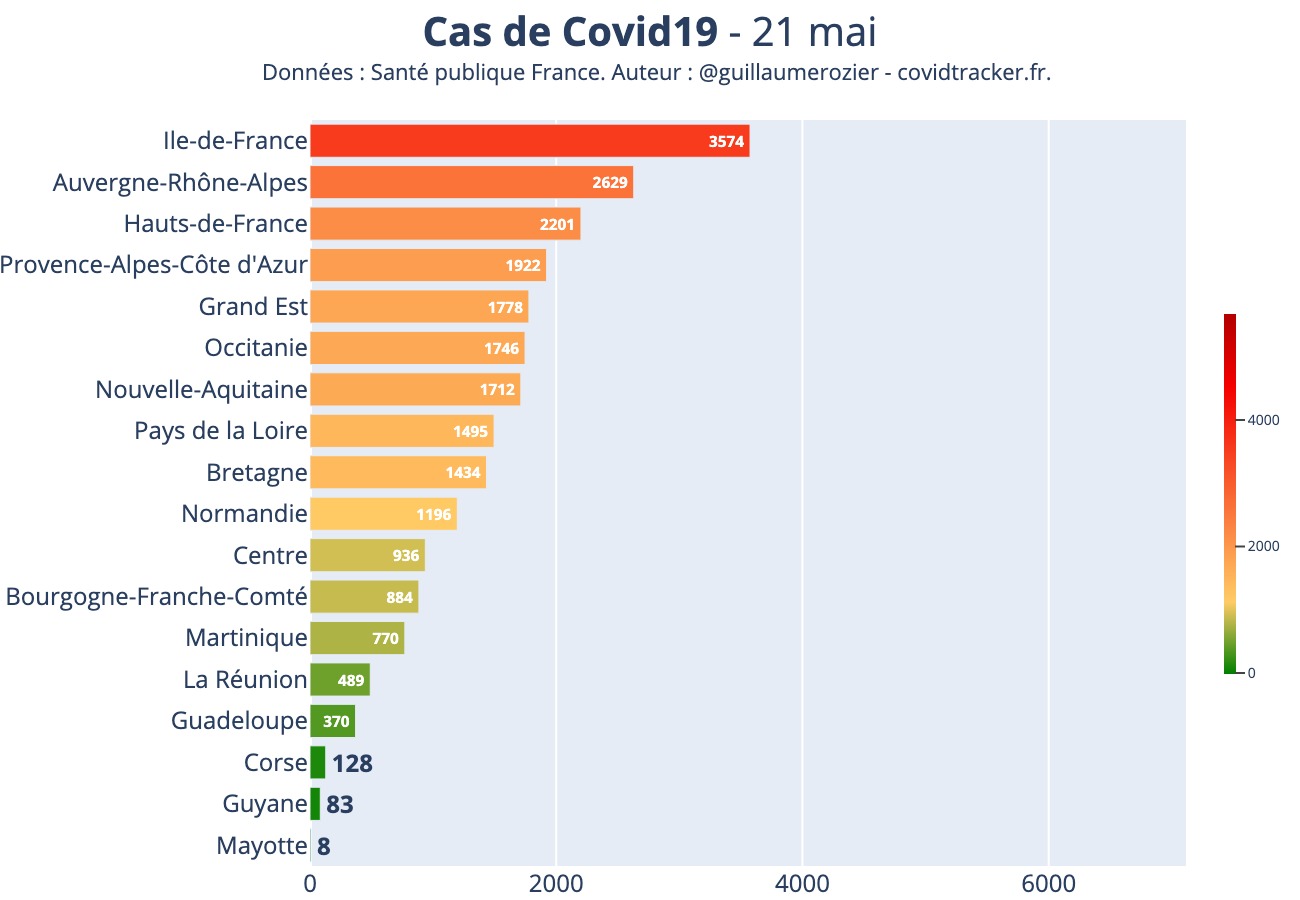 Cas de Covid19 - 21 mai
Données : Santé publique France. Auteur : @guillaumerozier - covidtracker.fr.
Ile-de-France 3574
Auvergne-Rhône-Alpes 2629
Hauts-de-France 2201
Provence-Alpes-Côte d'Azur 1922
Grand Est 1778
Occitanie 1746
Nouvelle-Aquitaine 1712
Pays de la Loire 1495
Bretagne 1434
Normandie 1196
Centre 936
Bourgogne-Franche-Comté 884
Martinique 770
La Réunion 489
Guadeloupe 370
Corse 128
Guyane 83
Mayotte 8
0 2000 4000 6000
4000
2000
0